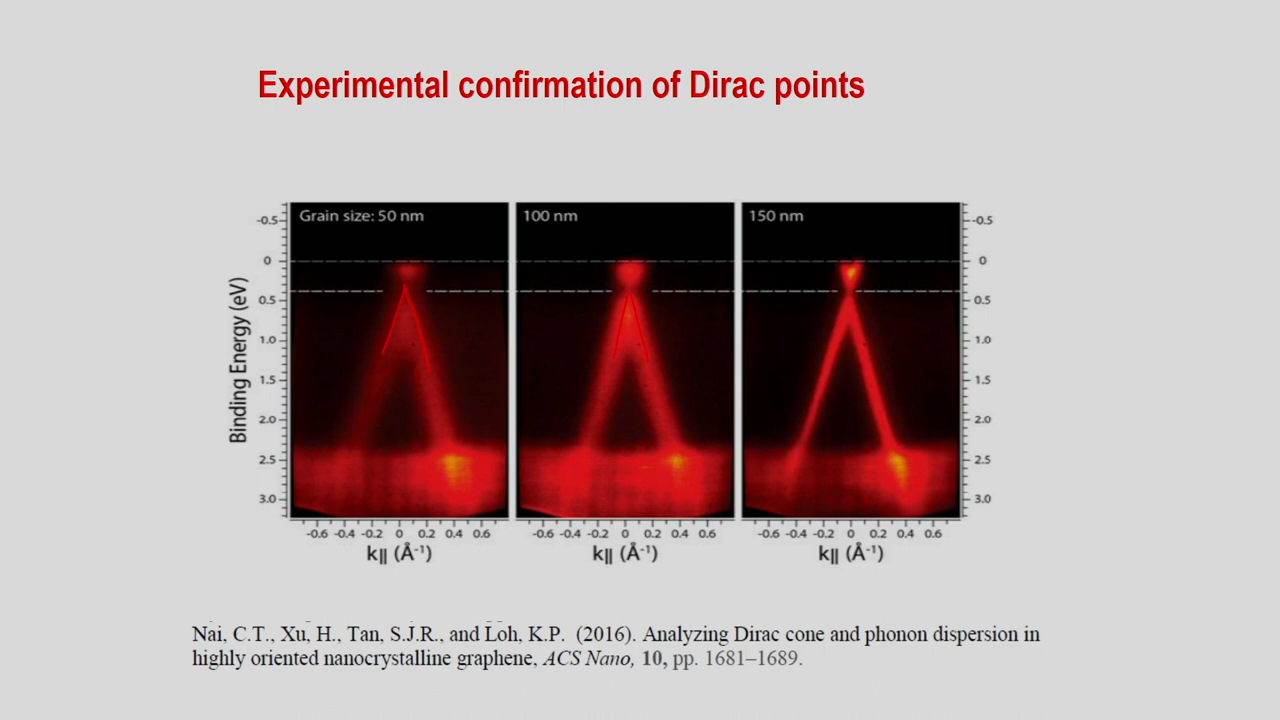 Experimental confirmation of Dirac points
Grain size: 50 nm
100 nm
150 nm
Binding Energy (eV)
-0.5
0
0.5
1.0
1.5
2.0
2.5
3.0
-0.5
0
0.5
1.0
1.5
2.0
2.5
3.0
-0.6 -0.4 -0.2 0 0.2 0.4 0.6
-0.6 -0.4 -0.2 0 0.2 0.4 0.6
-0.6 -0.4 -0.2 0 0.2 0.4 0.6
k|| (Å⁻¹)
k|| (Å⁻¹)
k|| (Å⁻¹)
Nai, C.T., Xu, H., Tan, S.J.R., and Loh, K.P. (2016). Analyzing Dirac cone and phonon dispersion in
highly oriented nanocrystalline graphene, ACS Nano, 10, pp. 1681–1689.